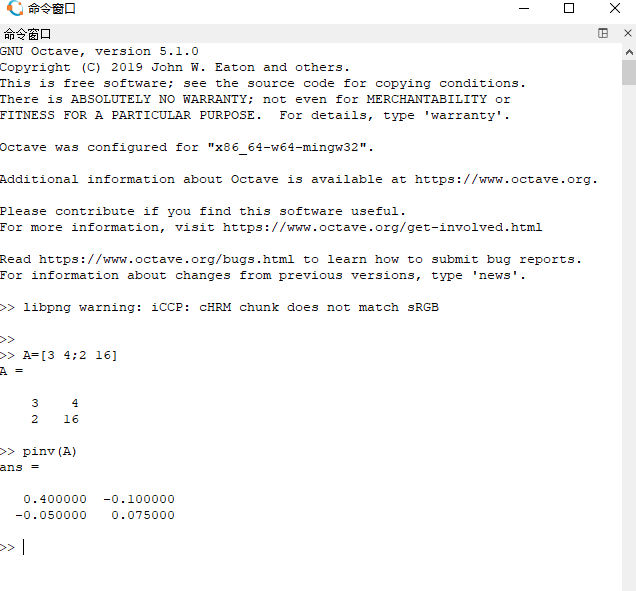 命令窗口
命令窗口
GNU Octave, version 5.1.0
Copyright (C) 2019 John W. Eaton and others.
This is free software; see the source code for copying conditions.
There is ABSOLUTELY NO WARRANTY; not even for MERCHANTABILITY or
FITNESS FOR A PARTICULAR PURPOSE.  For details, type 'warranty'.
Octave was configured for "x86_64-w64-mingw32".
Additional information about Octave is available at https://www.octave.org.
Please contribute if you find this software useful.
For more information, visit https://www.octave.org/get-involved.html
Read https://www.octave.org/bugs.html to learn how to submit bug reports.
For information about changes from previous versions, type 'news'.
>> libpng warning: iCCP: cHRM chunk does not match sRGB
>>
>> A=[3 4;2 16]
A =
    3    4
    2   16
>> pinv(A)
ans =
   0.400000  -0.100000
  -0.050000   0.075000
>>